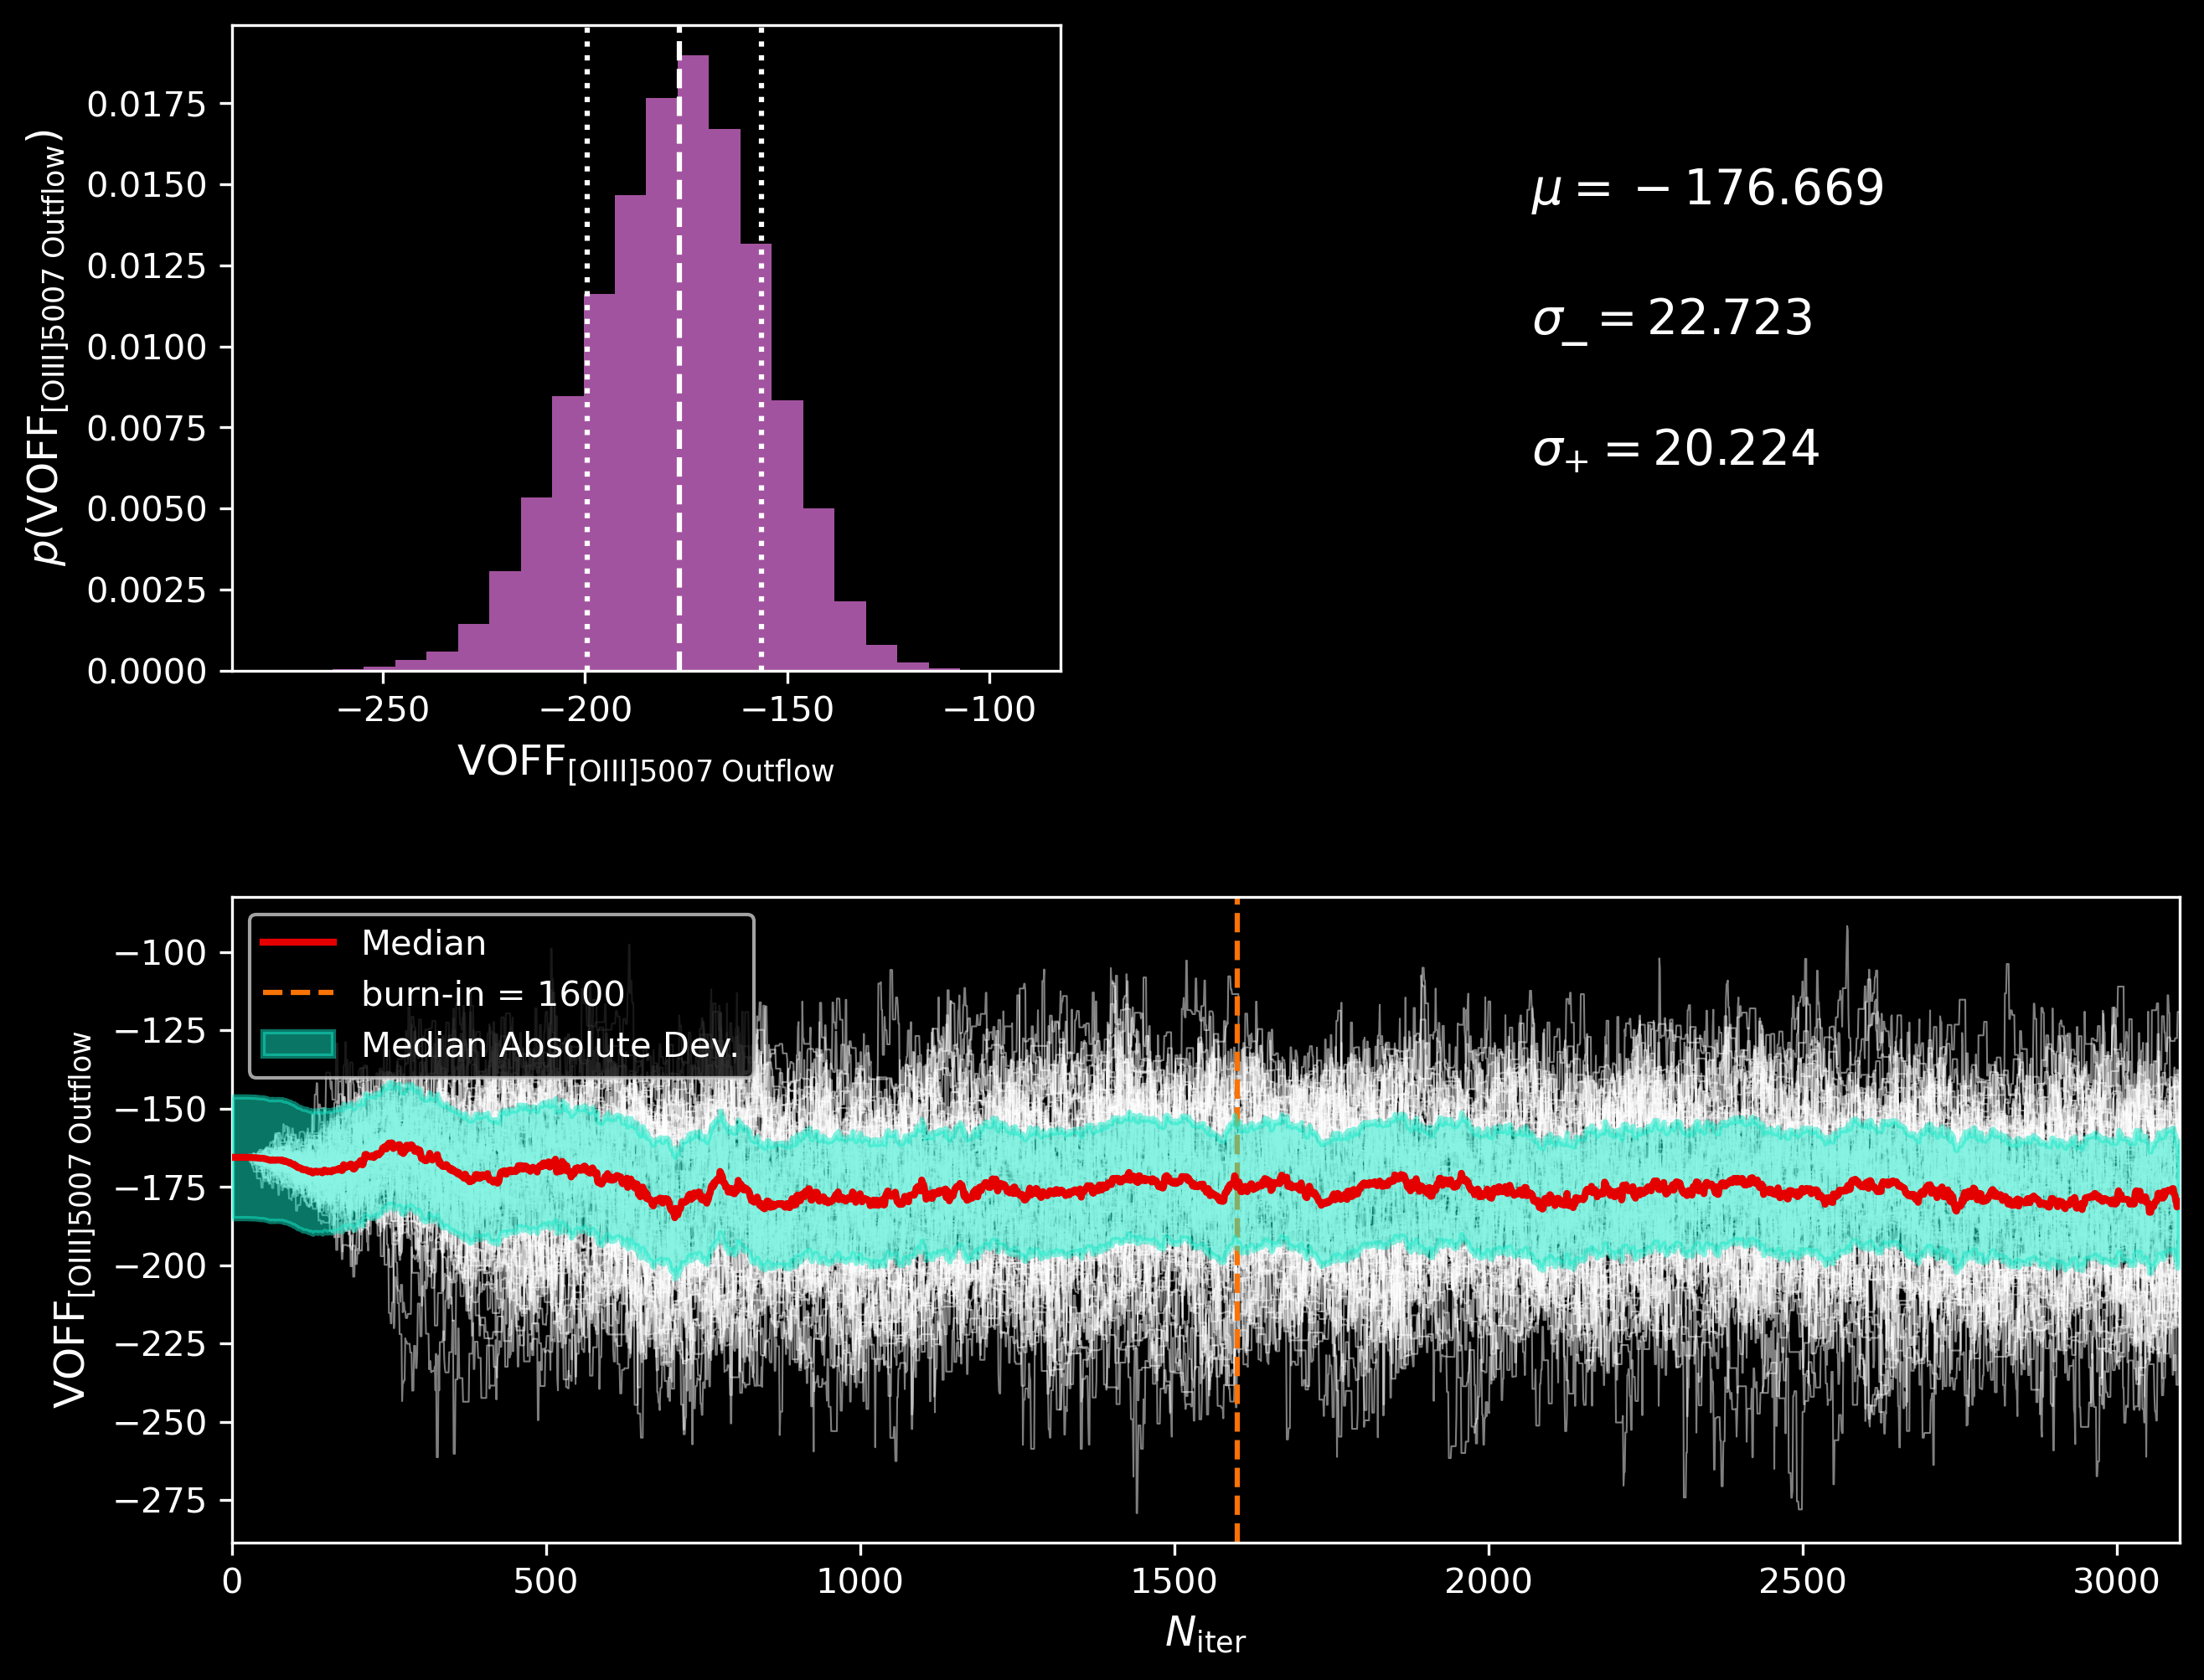 p(VOFF[OIII]5007 Outflow)
0.0175
0.0150
0.0125
0.0100
0.0075
0.0050
0.0025
0.0000
−250 −200 −150 −100
VOFF[OIII]5007 Outflow
μ = − 176.669
σ− = 22.723
σ+ = 20.224
VOFF[OIII]5007 Outflow
−100
−125
−150
−175
−200
−225
−250
−275
Median
burn-in = 1600
Median Absolute Dev.
0 500 1000 1500 2000 2500 3000
Niter